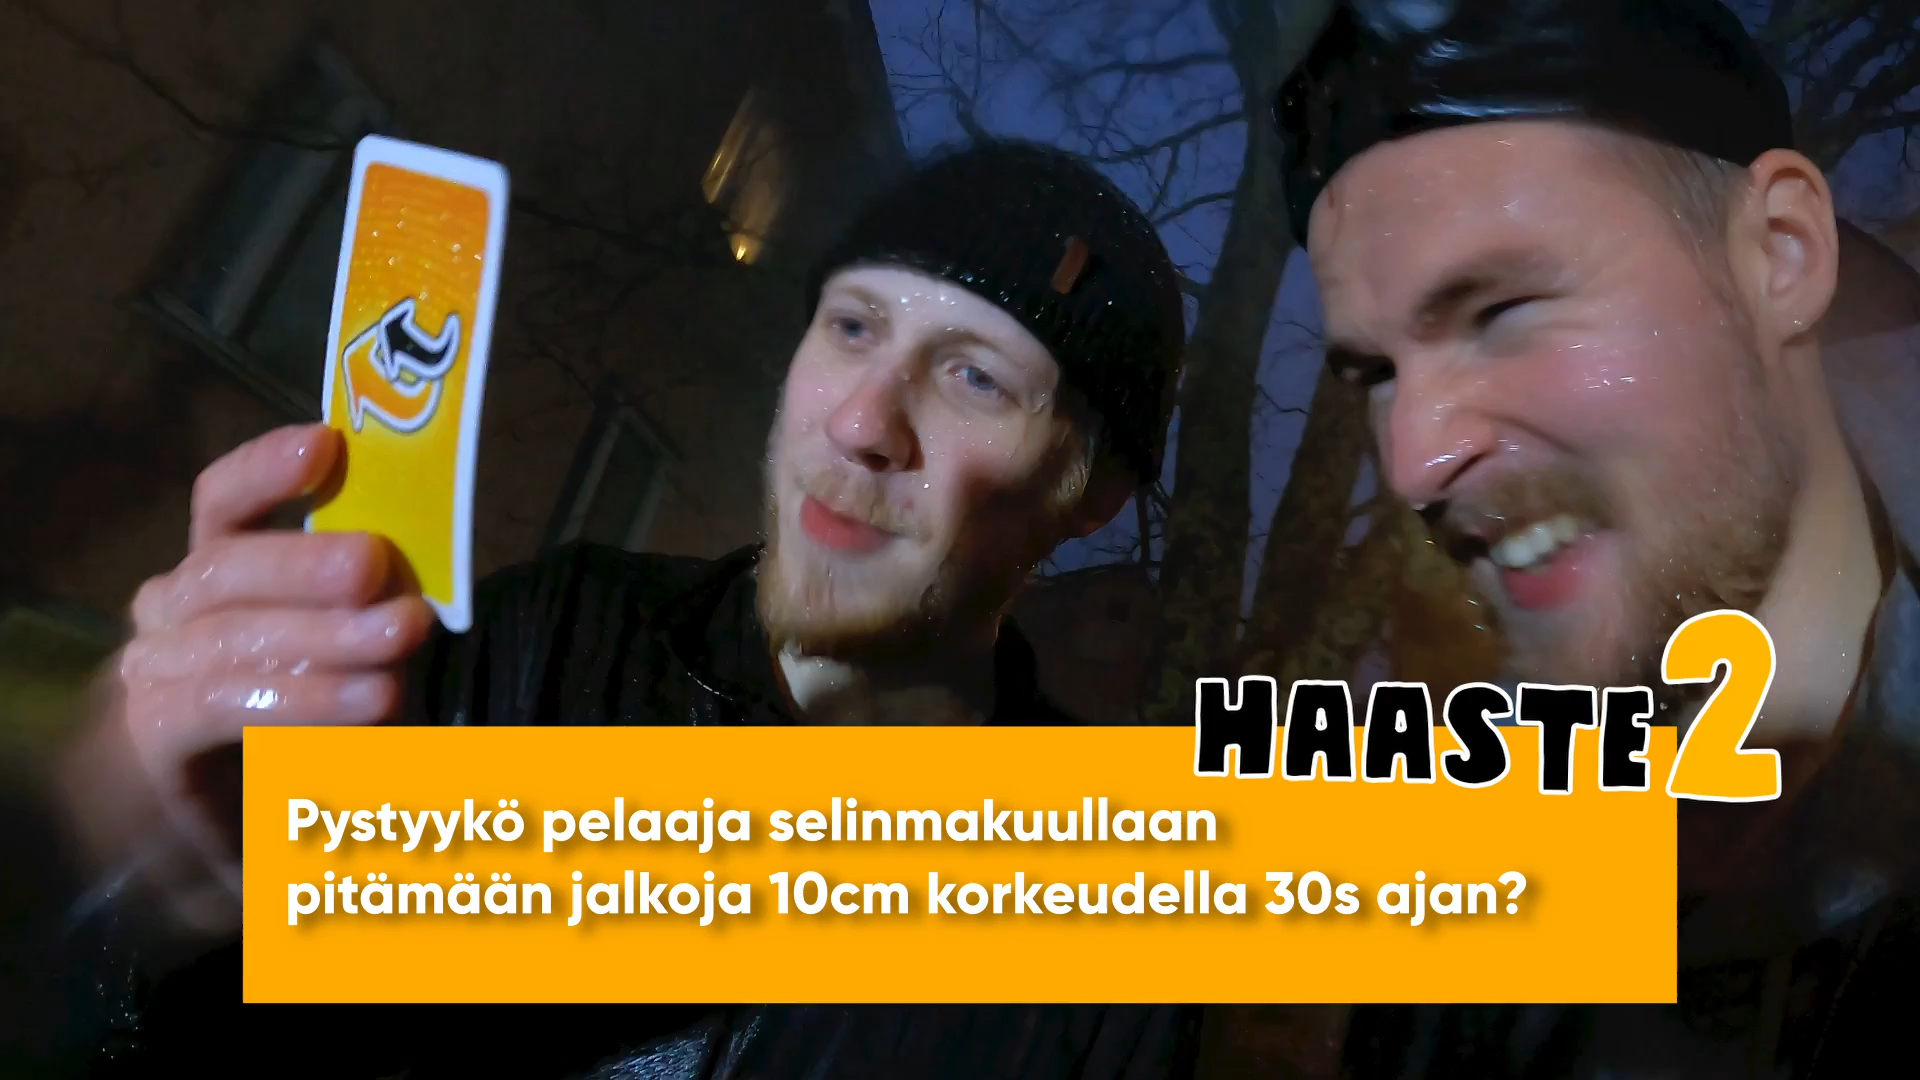 HAASTE 2
Pystyykö pelaaja selinmakuullaan
pitämään jalkoja 10cm korkeudella 30s ajan?